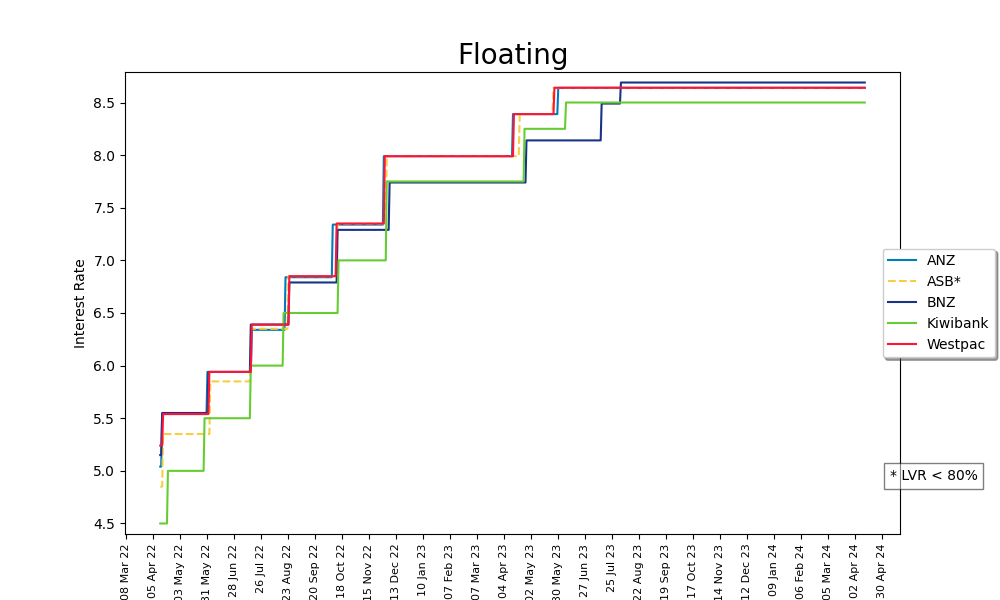 Floating
Interest Rate
8.5
8.0
7.5
7.0
6.5
6.0
5.5
5.0
4.5
08 Mar 22
05 Apr 22
03 May 22
31 May 22
28 Jun 22
26 Jul 22
23 Aug 22
20 Sep 22
18 Oct 22
15 Nov 22
13 Dec 22
10 Jan 23
07 Feb 23
07 Mar 23
04 Apr 23
02 May 23
30 May 23
27 Jun 23
25 Jul 23
22 Aug 23
19 Sep 23
17 Oct 23
14 Nov 23
12 Dec 23
09 Jan 24
06 Feb 24
05 Mar 24
02 Apr 24
30 Apr 24
ANZ
ASB*
BNZ
Kiwibank
Westpac
* LVR < 80%